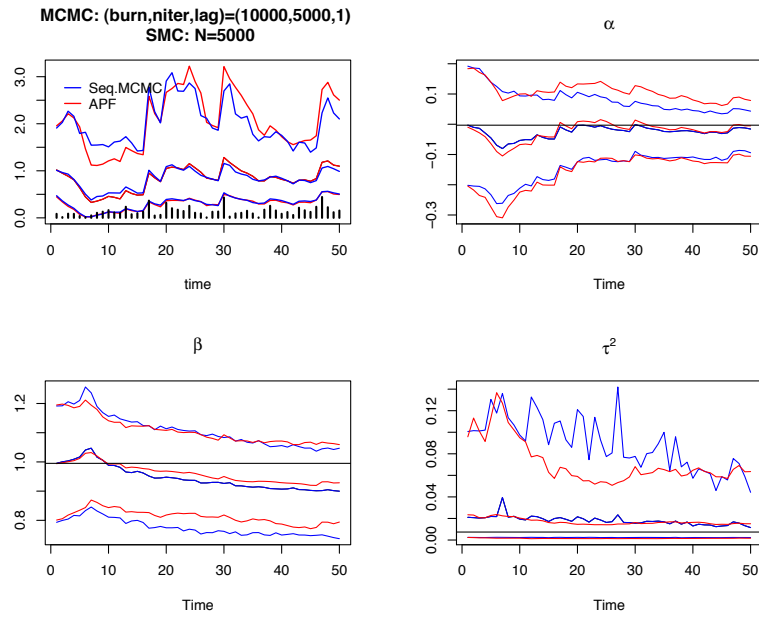 MCMC: (burn,niter,lag)=(10000,5000,1)
SMC: N=5000
Seq.MCMC
APF
0.0 1.0 2.0 3.0
0 10 20 30 40 50
time
α
−0.3 −0.1 0.1
0 10 20 30 40 50
Time
β
0.8 1.0 1.2
0 10 20 30 40 50
Time
τ²
0.00 0.04 0.08 0.12
0 10 20 30 40 50
Time